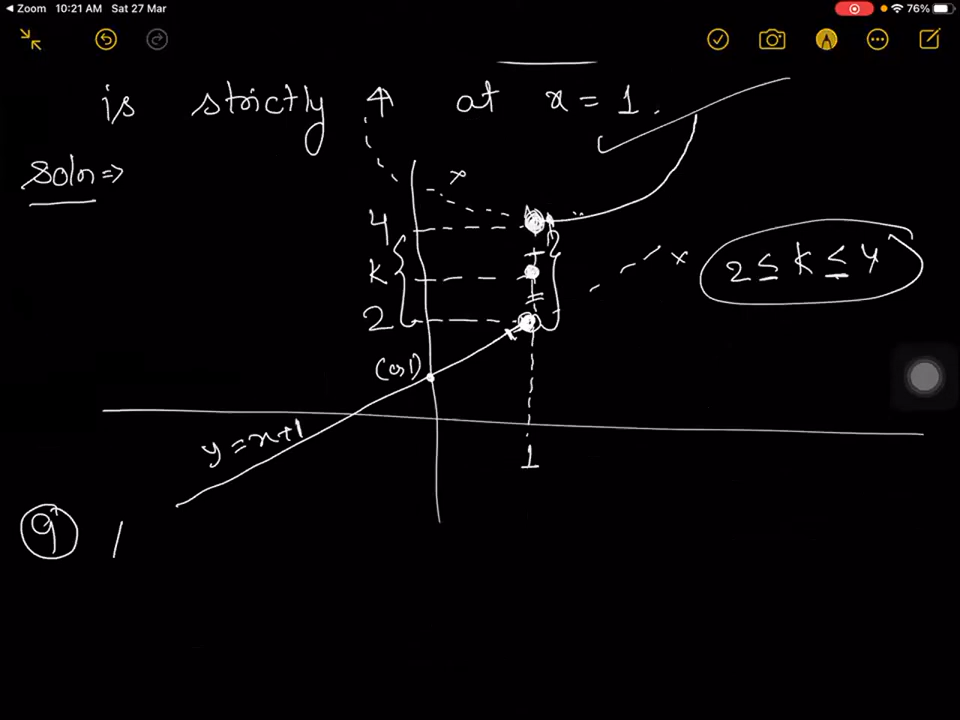 Zoom 10:21 AM Sat 27 Mar 76%
is strictly ↑ at x = 1.
Soln ⇒
4
K
2
2 ≤ K ≤ 4
(0,1)
y = x+1
1
9